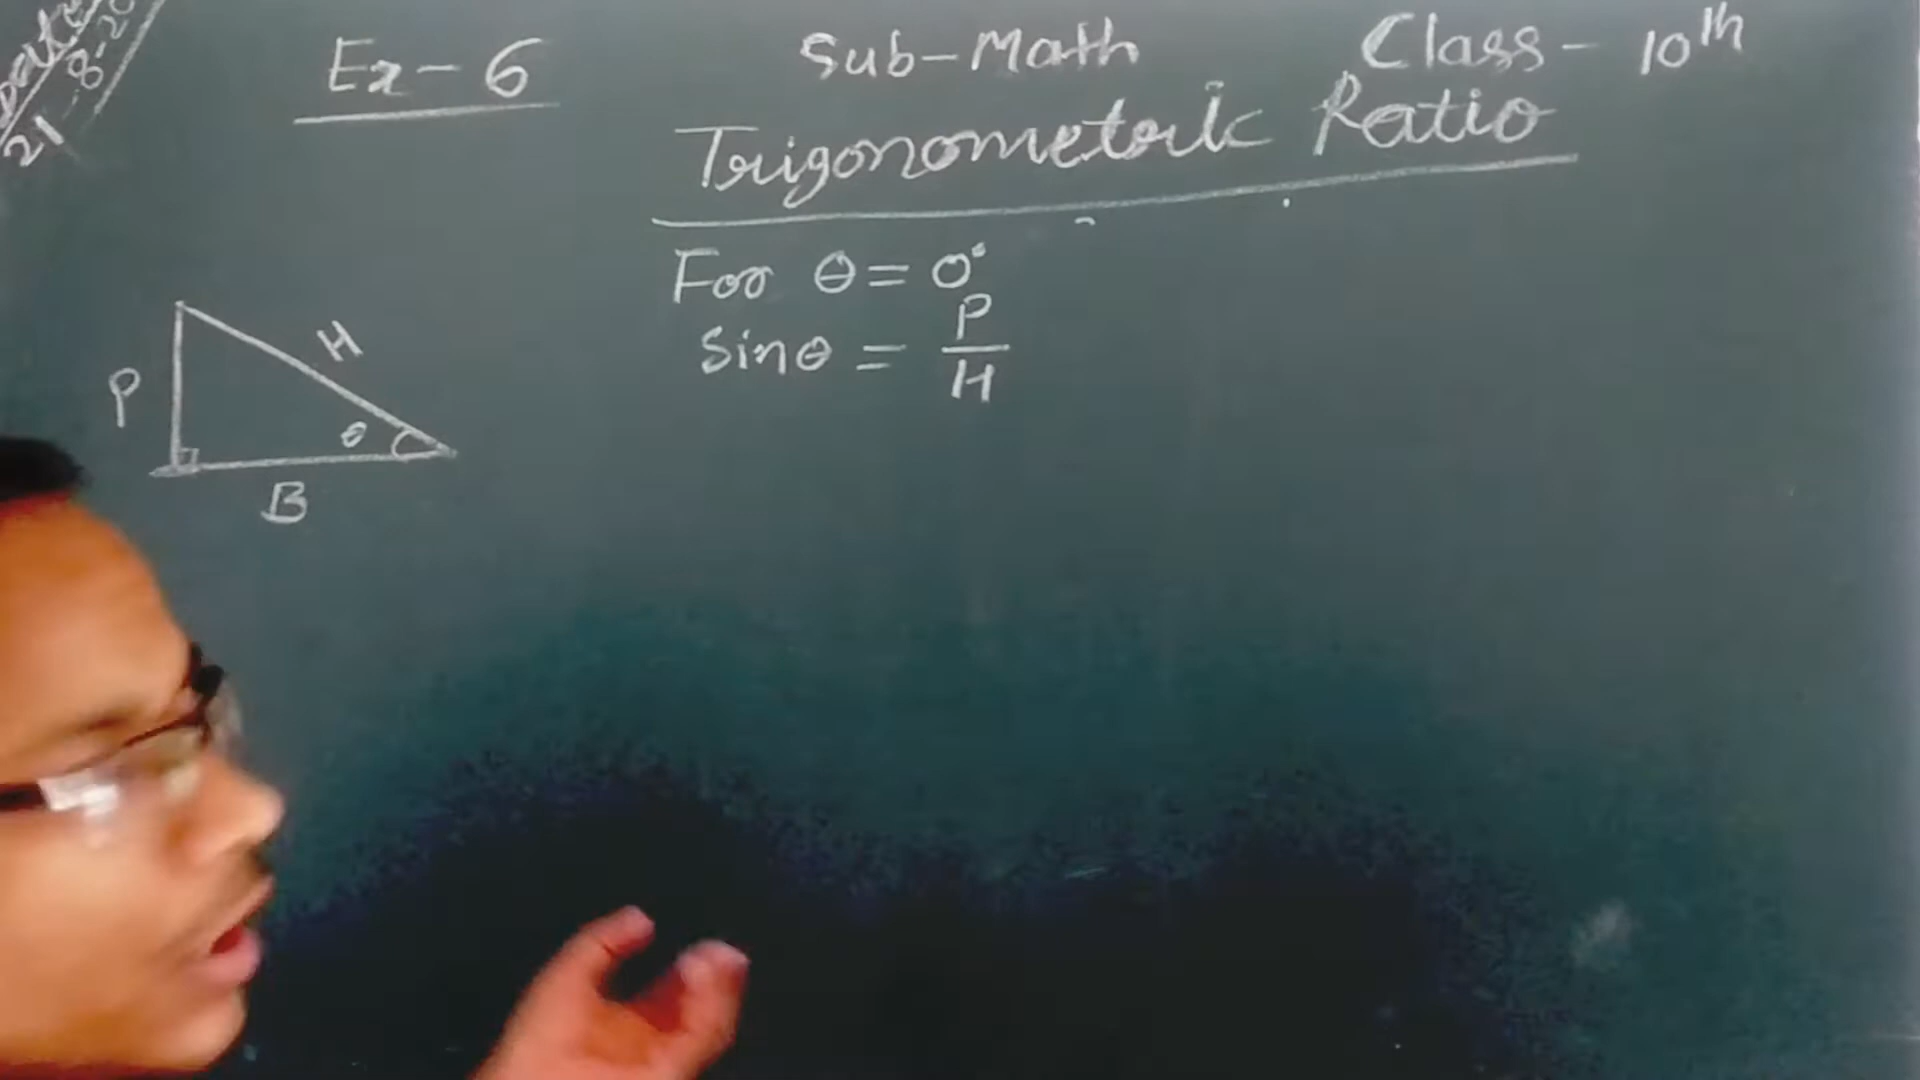 Date
21-8-20
Ex-6
Sub-Math
Class-10th
Trigonometric Ratio
For θ=0°
Sinθ = P/H
P
H
θ
B